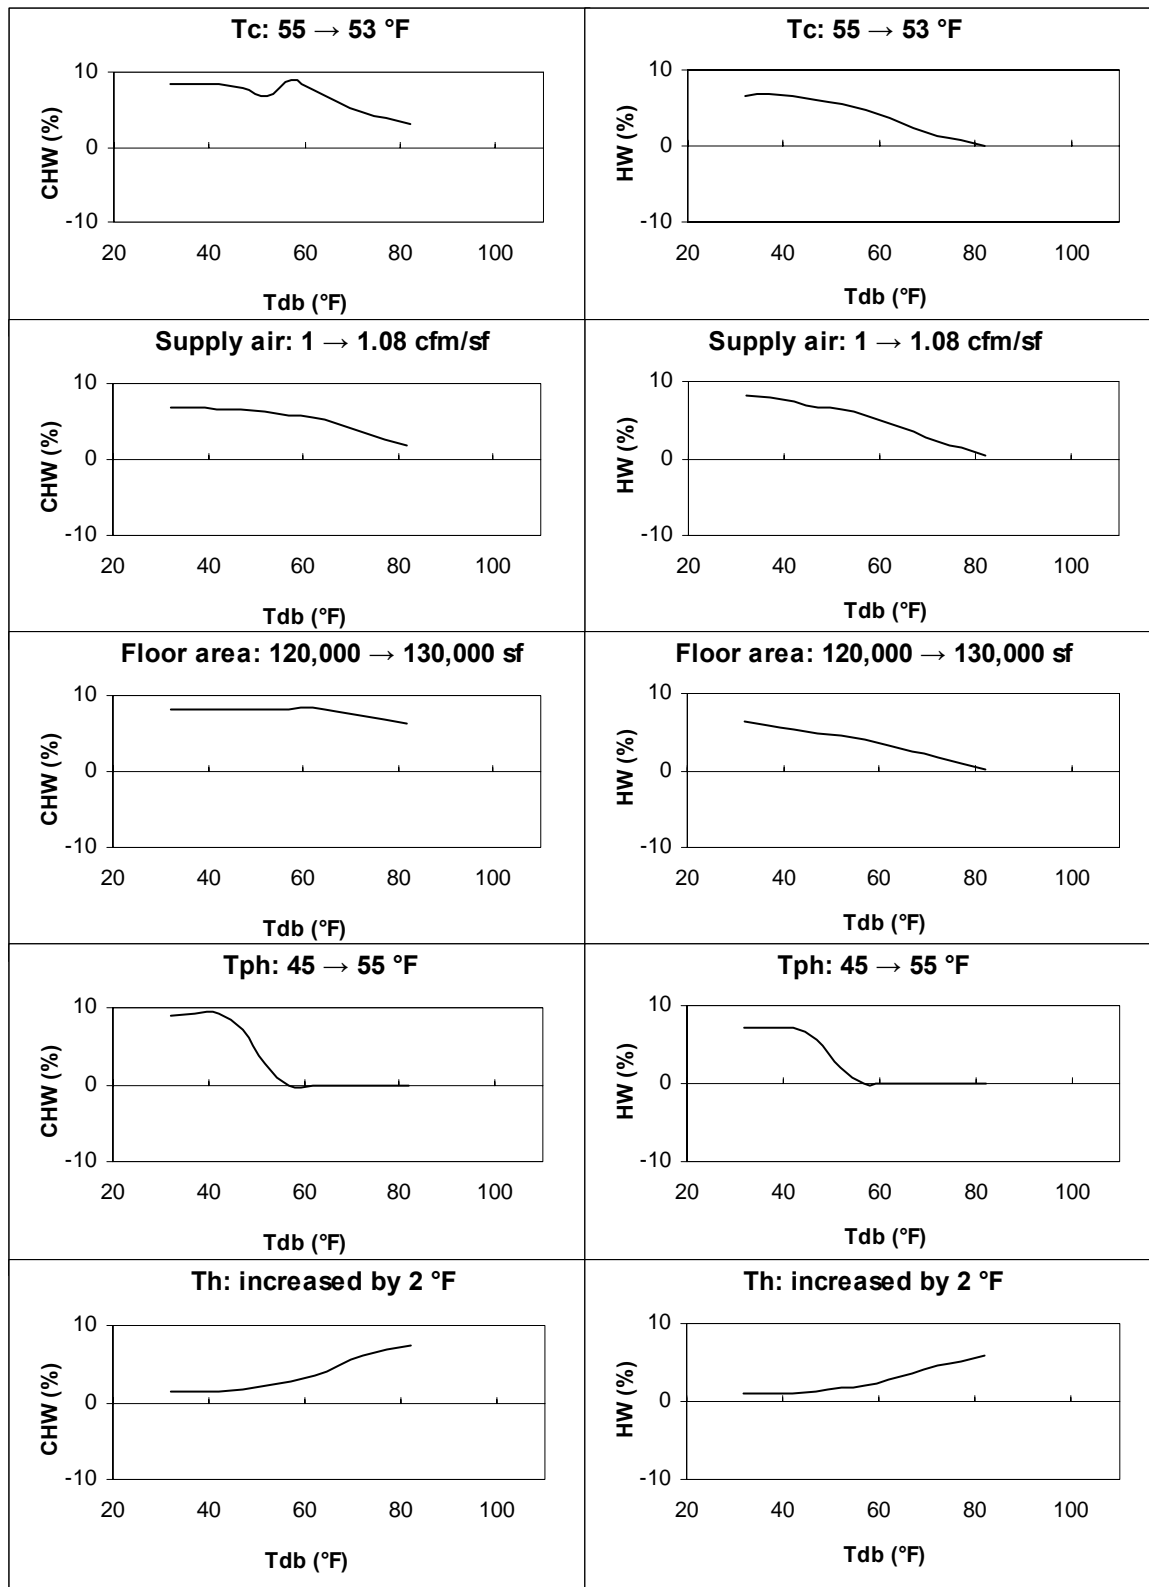 Tc: 55 → 53 °F
CHW (%)
10
0
-10
20 40 60 80 100
Tdb (°F)
Tc: 55 → 53 °F
HW (%)
10
0
-10
20 40 60 80 100
Tdb (°F)
Supply air: 1 → 1.08 cfm/sf
CHW (%)
10
0
-10
20 40 60 80 100
Tdb (°F)
Supply air: 1 → 1.08 cfm/sf
HW (%)
10
0
-10
20 40 60 80 100
Tdb (°F)
Floor area: 120,000 → 130,000 sf
CHW (%)
10
0
-10
20 40 60 80 100
Tdb (°F)
Floor area: 120,000 → 130,000 sf
HW (%)
10
0
-10
20 40 60 80 100
Tdb (°F)
Tph: 45 → 55 °F
CHW (%)
10
0
-10
20 40 60 80 100
Tdb (°F)
Tph: 45 → 55 °F
HW (%)
10
0
-10
20 40 60 80 100
Tdb (°F)
Th: increased by 2 °F
CHW (%)
10
0
-10
20 40 60 80 100
Tdb (°F)
Th: increased by 2 °F
HW (%)
10
0
-10
20 40 60 80 100
Tdb (°F)